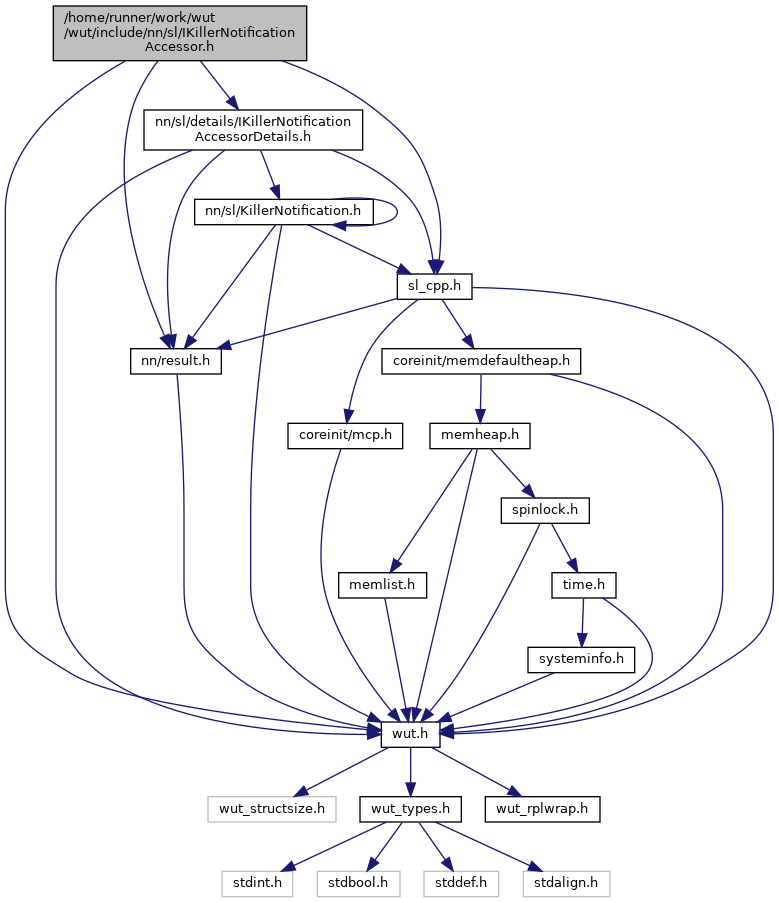 /home/runner/work/wut
/wut/include/nn/sl/IKillerNotification
Accessor.h
nn/sl/details/IKillerNotification
AccessorDetails.h
nn/sl/KillerNotification.h
sl_cpp.h
nn/result.h
coreinit/memdefaultheap.h
coreinit/mcp.h
memheap.h
spinlock.h
memlist.h
time.h
systeminfo.h
wut.h
wut_structsize.h
wut_types.h
wut_rplwrap.h
stdint.h
stdbool.h
stddef.h
stdalign.h